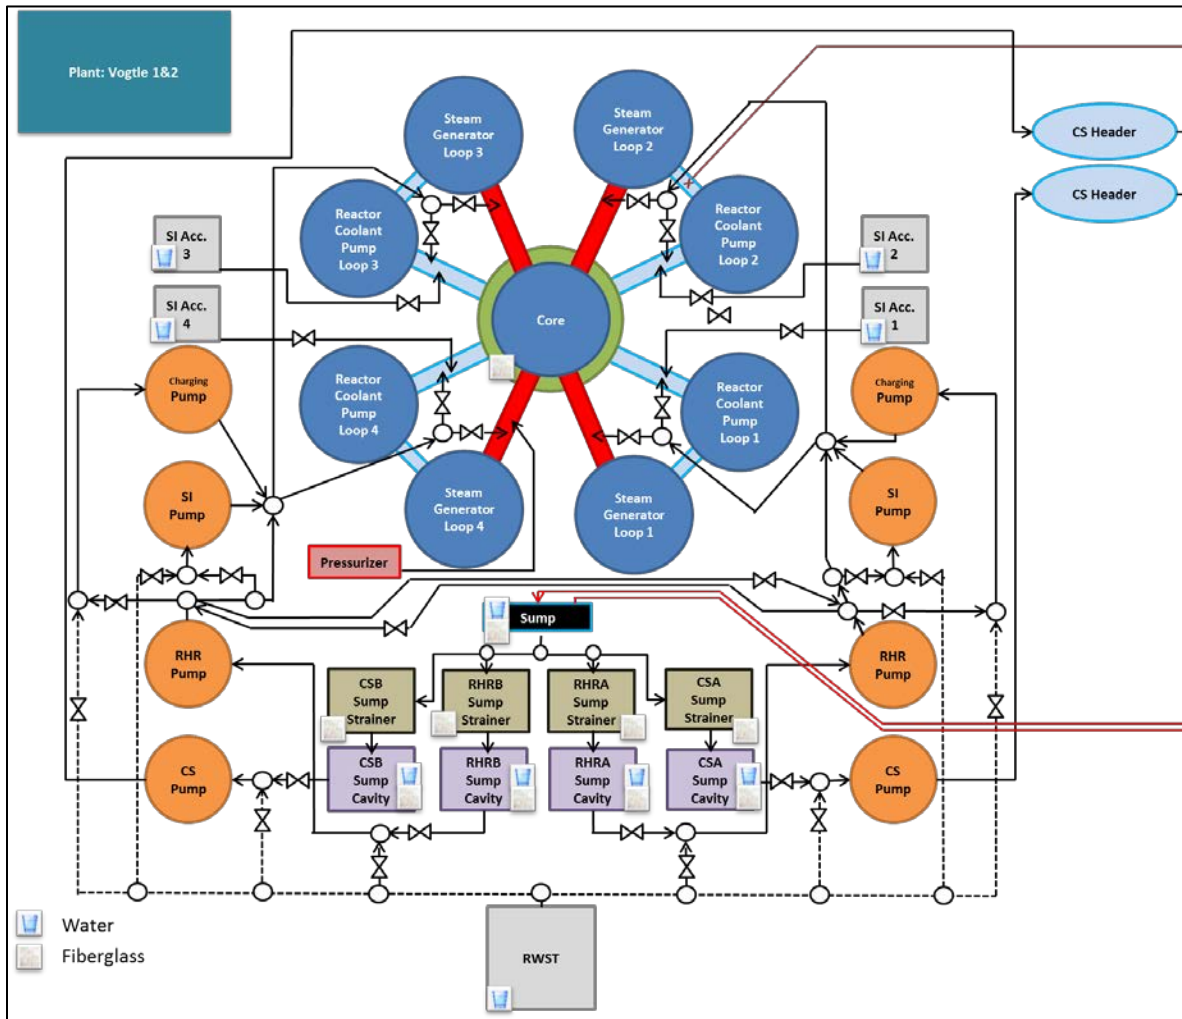 Plant: Vogtle 1&2
Steam
Generator
Loop 3
Steam
Generator
Loop 2
CS Header
CS Header
Reactor
Coolant
Pump
Loop 3
Reactor
Coolant
Pump
Loop 2
SI Acc.
3
SI Acc.
2
SI Acc.
4
SI Acc.
1
Core
Charging
Pump
Reactor
Coolant
Pump
Loop 4
Reactor
Coolant
Pump
Loop 1
Charging
Pump
SI
Pump
Steam
Generator
Loop 4
Steam
Generator
Loop 1
SI
Pump
Pressurizer
Sump
RHR
Pump
CSB
Sump
Strainer
RHRB
Sump
Strainer
RHRA
Sump
Strainer
CSA
Sump
Strainer
RHR
Pump
CS
Pump
CSB
Sump
Cavity
RHRB
Sump
Cavity
RHRA
Sump
Cavity
CSA
Sump
Cavity
CS
Pump
Water
Fiberglass
RWST